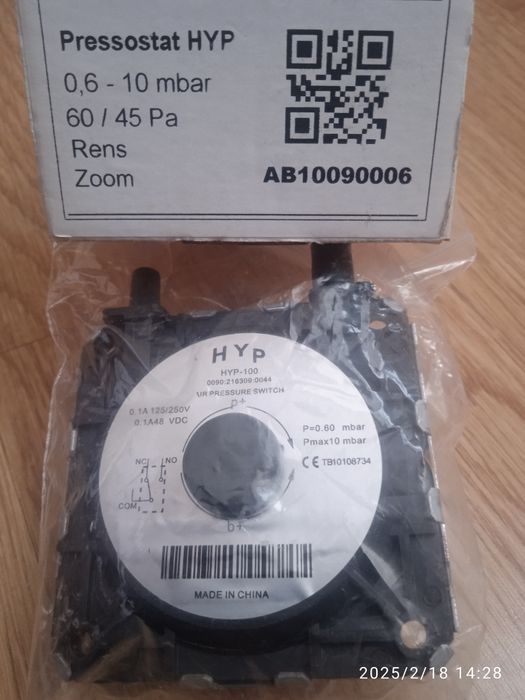 Pressostat HYP
0,6 - 10 mbar
60 / 45 Pa
Rens
Zoom
AB10090006
HYP
HYP-100
0090:216309:0044
AIR PRESSURE SWITCH
p+
0.1A 125/250V
0.1A48 VDC
P=0.60 mbar
Pmax10 mbar
CE TB10108734
NC NO
COM
b+
MADE IN CHINA
2025/2/18 14:28